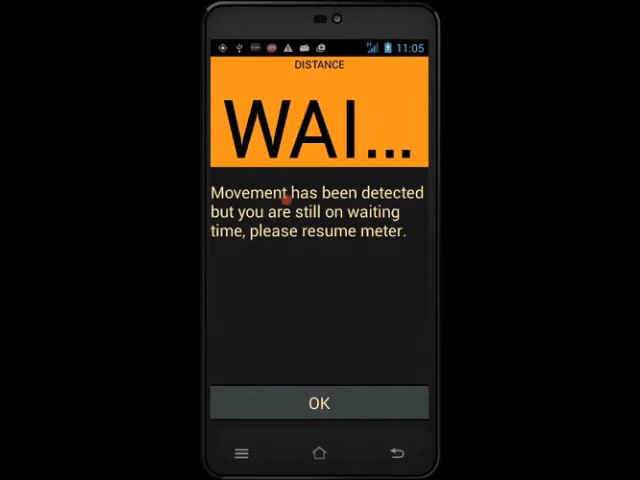 11:05
DISTANCE
WAI...
Movement has been detected
but you are still on waiting
time, please resume meter.
OK